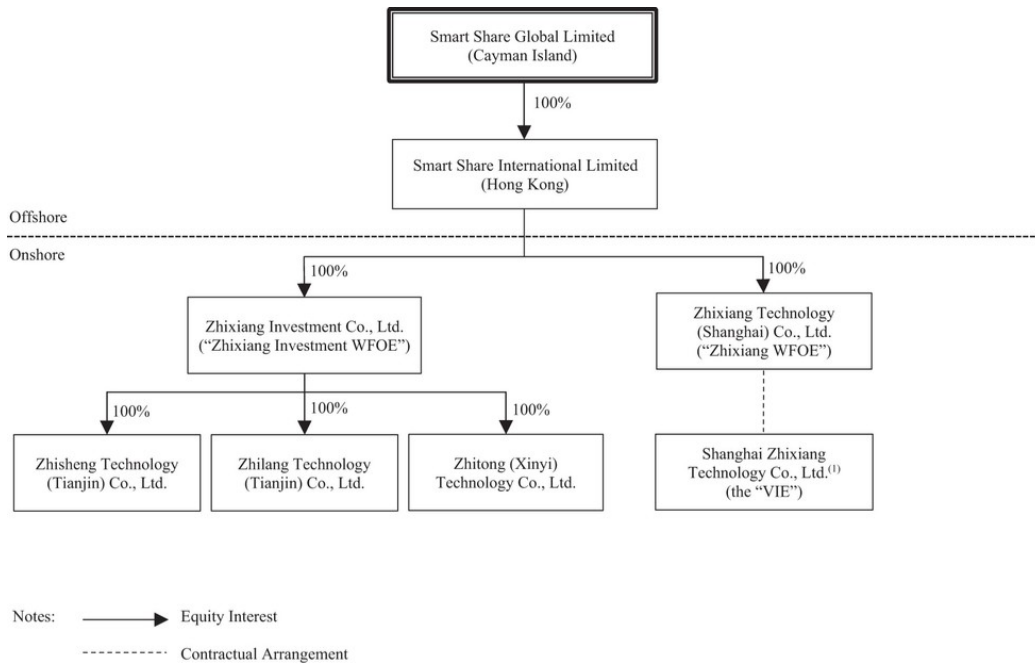 Smart Share Global Limited
(Cayman Island)
100%
Smart Share International Limited
(Hong Kong)
Offshore
Onshore
100%
100%
Zhixiang Investment Co., Ltd.
(“Zhixiang Investment WFOE”)
Zhixiang Technology
(Shanghai) Co., Ltd.
(“Zhixiang WFOE”)
100%
100%
100%
Zhisheng Technology
(Tianjin) Co., Ltd.
Zhilang Technology
(Tianjin) Co., Ltd.
Zhitong (Xinyi)
Technology Co., Ltd.
Shanghai Zhixiang
Technology Co., Ltd.(1)
(the “VIE”)
Notes:
Equity Interest
Contractual Arrangement